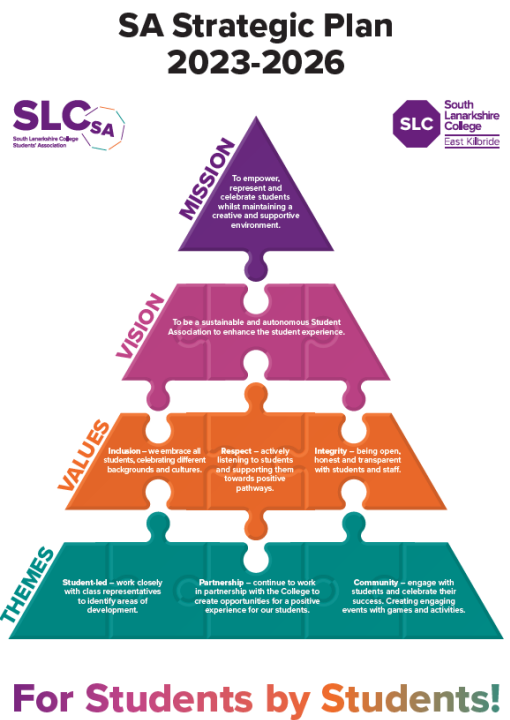 SA Strategic Plan
2023-2026
SLCSA
South Lanarkshire College
Students' Association
SLC
South
Lanarkshire
College
East Kilbride
MISSION
To empower,
represent and
celebrate students
whilst maintaining a
creative and supportive
environment.
VISION
To be a sustainable and autonomous Student
Association to enhance the student experience.
VALUES
Inclusion – we embrace all
students, celebrating different
backgrounds and cultures.
Respect – actively
listening to students
and supporting them
towards positive
pathways.
Integrity – being open,
honest and transparent
with students and staff.
THEMES
Student-led – work closely
with class representatives
to identify areas of
development.
Partnership – continue to work
in partnership with the College to
create opportunities for a positive
experience for our students.
Community – engage with
students and celebrate their
success. Creating engaging
events with games and activities.
For Students by Students!